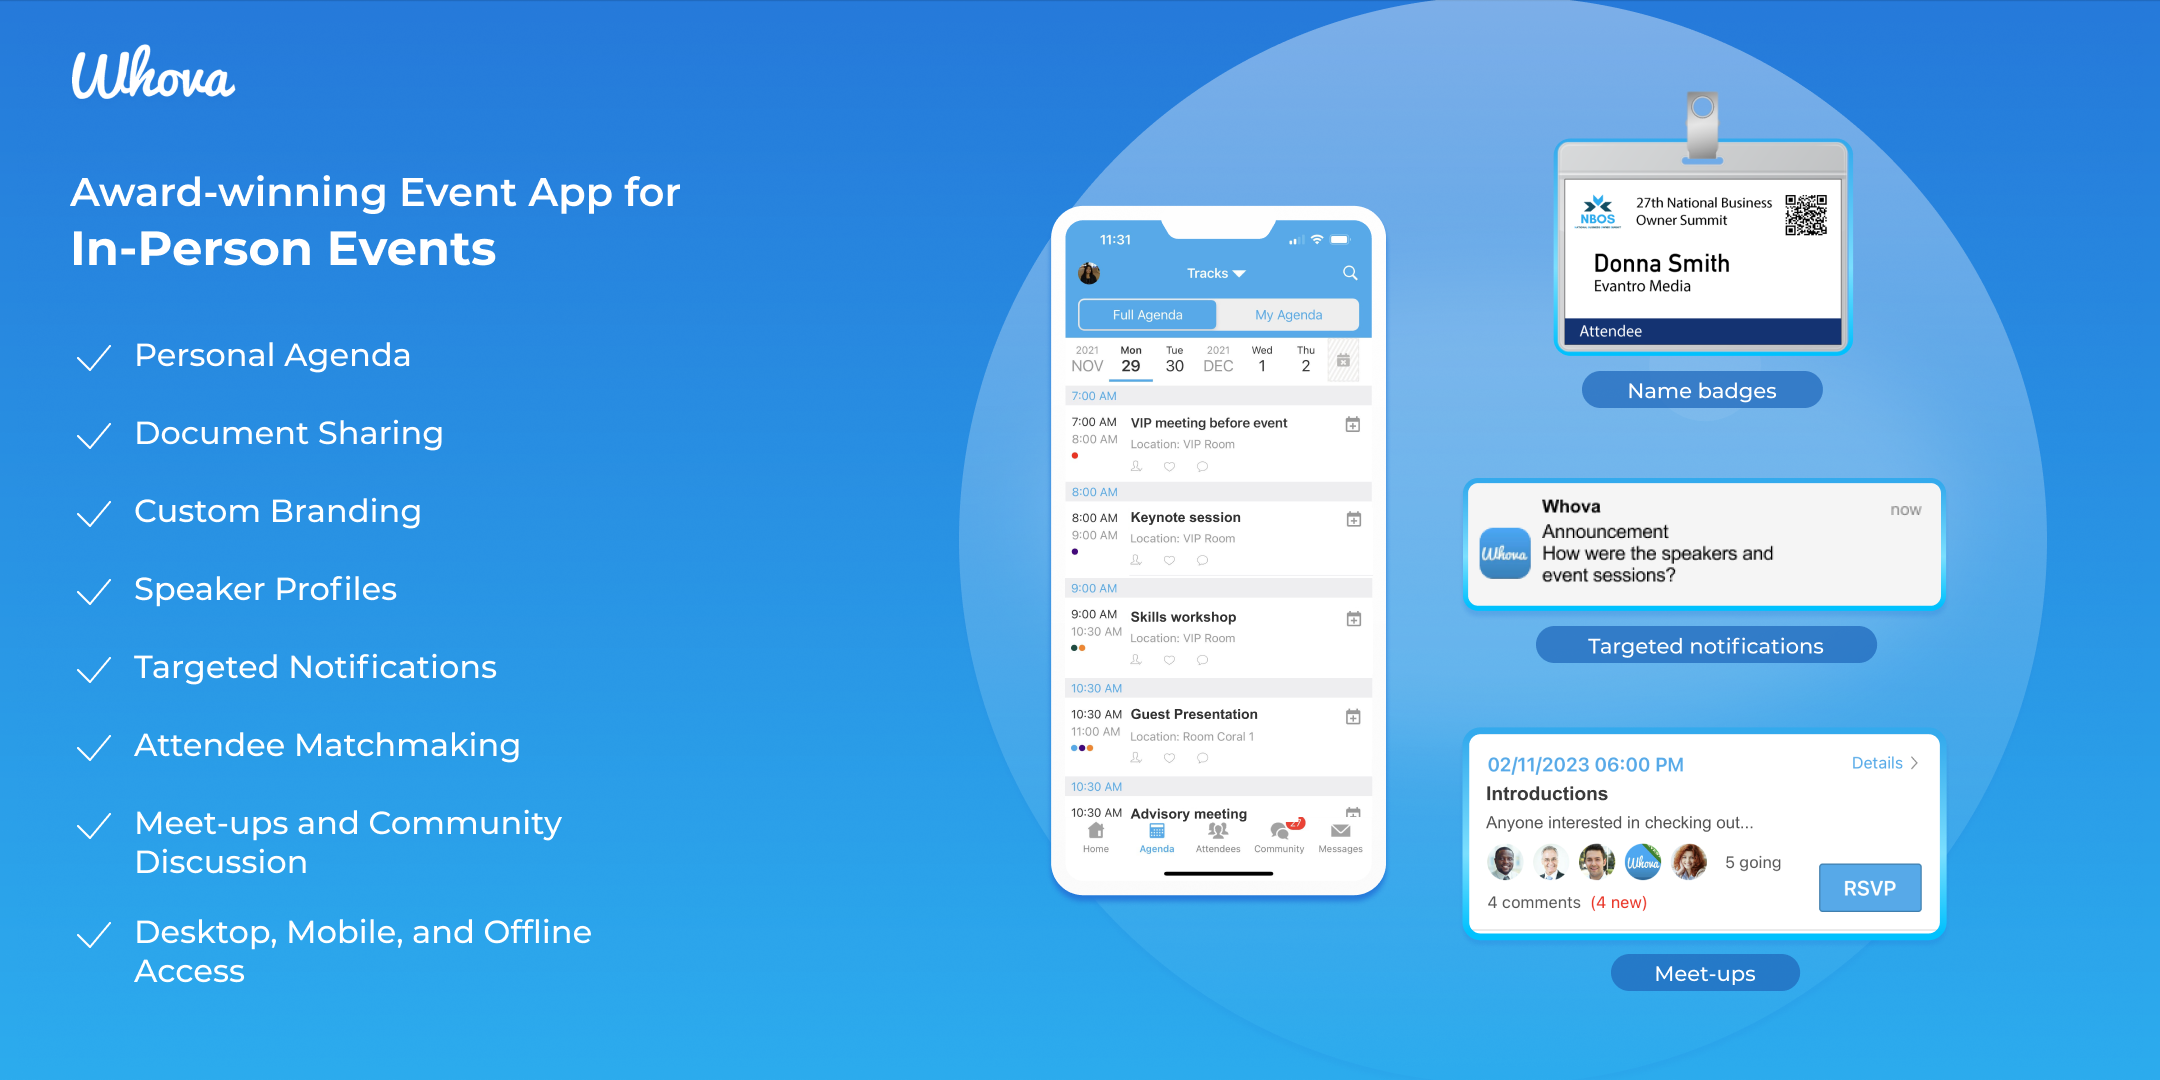 Whova
Award-winning Event App for
In-Person Events
Personal Agenda
Document Sharing
Custom Branding
Speaker Profiles
Targeted Notifications
Attendee Matchmaking
Meet-ups and Community
Discussion
Desktop, Mobile, and Offline
Access
11:31
Tracks
Full Agenda
My Agenda
2021 Mon Tue 2021 Wed Thu
NOV 29 30 DEC 1 2
7:00 AM
7:00 AM VIP meeting before event
8:00 AM Location: VIP Room
8:00 AM
8:00 AM Keynote session
9:00 AM Location: VIP Room
9:00 AM
9:00 AM Skills workshop
10:30 AM Location: VIP Room
10:30 AM
10:30 AM Guest Presentation
11:00 AM Location: Room Coral 1
10:30 AM
10:30 AM Advisory meeting
27
Home Agenda Attendees Community Messages
NBOS
27th National Business
Owner Summit
Donna Smith
Evantro Media
Attendee
Name badges
Whova
now
Announcement
Whova
How were the speakers and
event sessions?
Targeted notifications
02/11/2023 06:00 PM
Details
Introductions
Anyone interested in checking out...
Whova
5 going
4 comments (4 new)
RSVP
Meet-ups